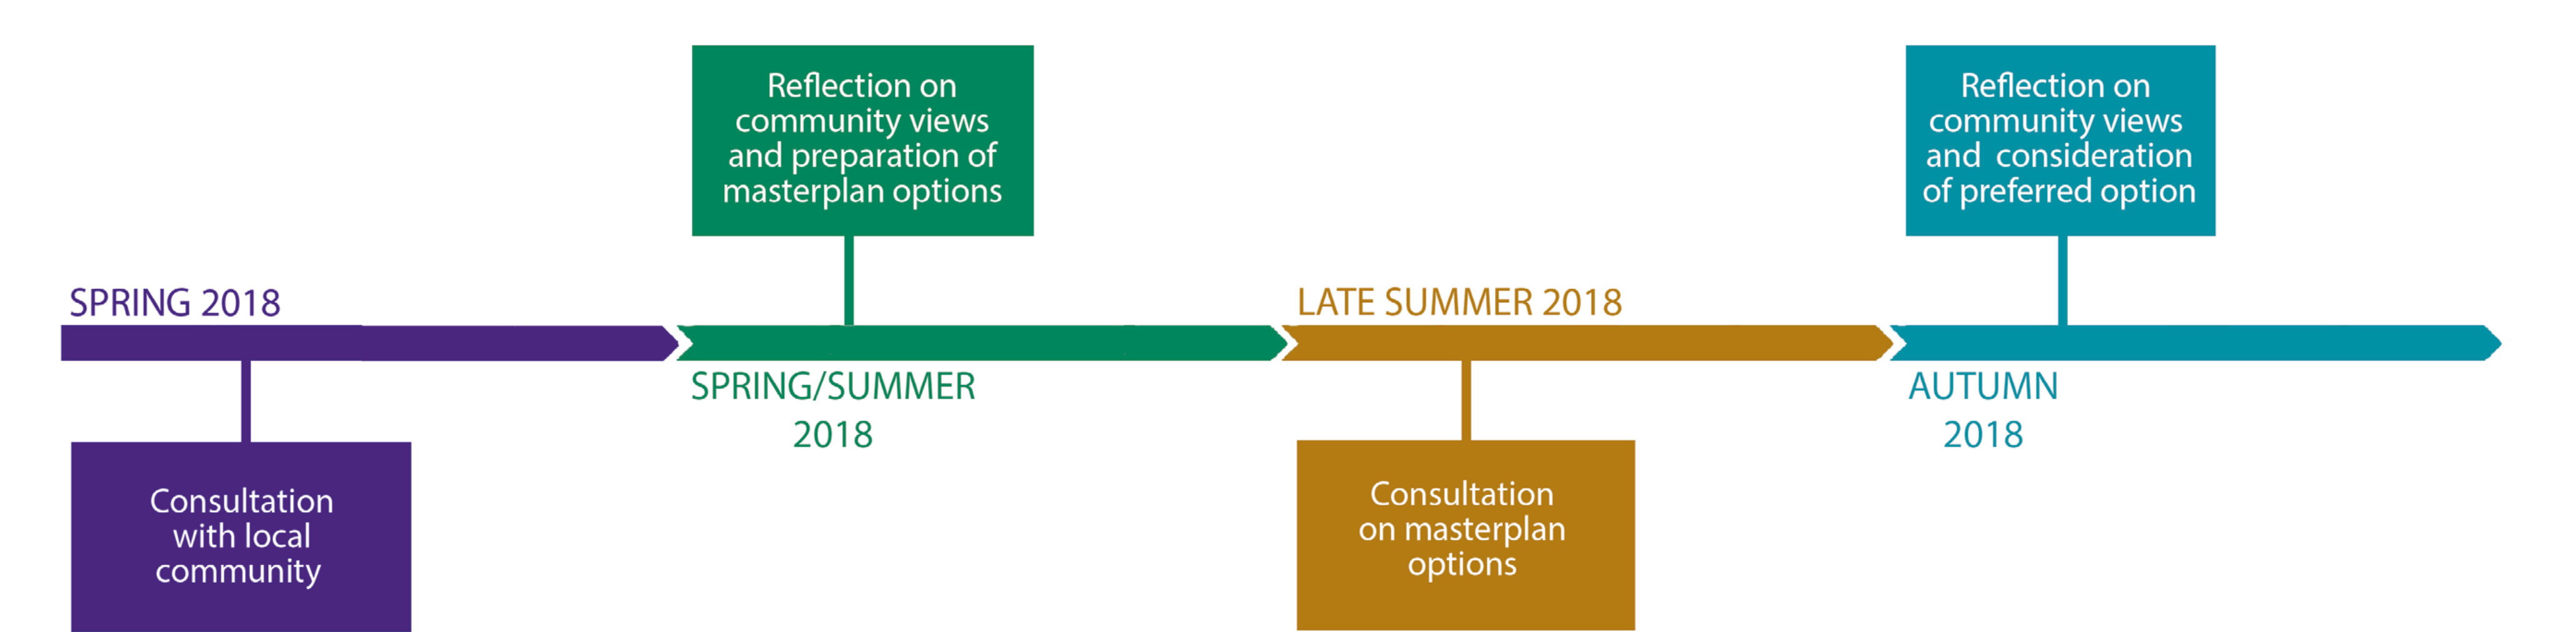 SPRING 2018
Consultation
with local
community
Reflection on
community views
and preparation of
masterplan options
SPRING/SUMMER
2018
LATE SUMMER 2018
Consultation
on masterplan
options
Reflection on
community views
and consideration
of preferred option
AUTUMN
2018